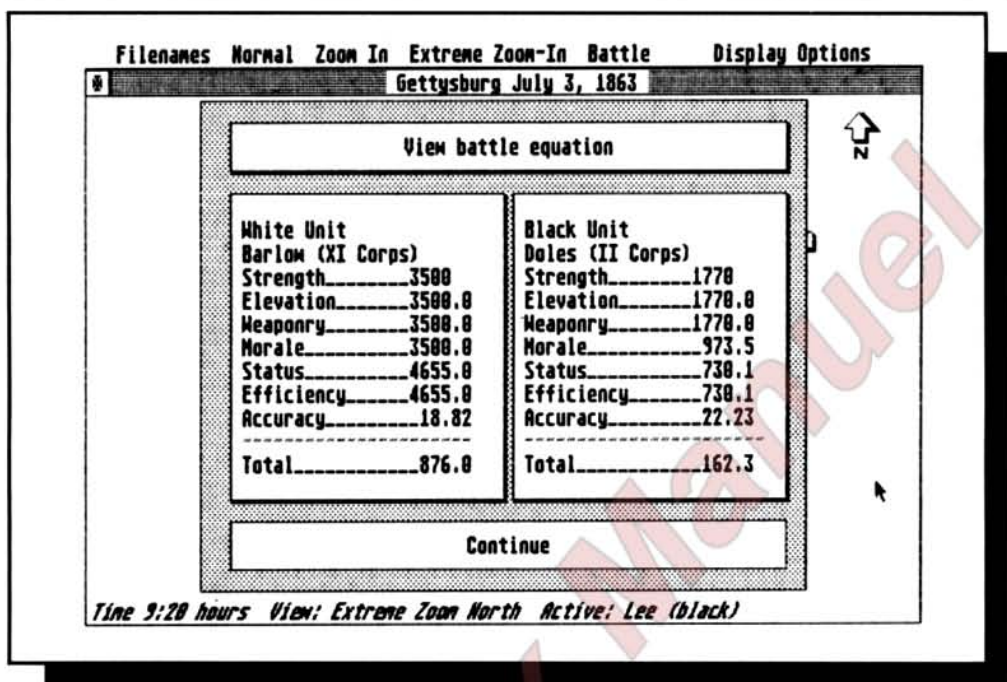 Filenames Normal Zoom In Extreme Zoom-In Battle Display Options
Gettysburg July 3, 1863
N
View battle equation
White Unit
Barlow (XI Corps)
Strength________3500
Elevation_______3500.0
Weaponry________3500.0
Morale__________3500.0
Status__________4655.0
Efficiency______4655.0
Accuracy_________18.82
Total____________876.0
Black Unit
Doles (II Corps)
Strength________1770
Elevation_______1770.0
Weaponry________1770.0
Morale___________973.5
Status___________730.1
Efficiency_______730.1
Accuracy_________22.23
Total____________162.3
Continue
Time 9:20 hours View: Extreme Zoom North Active: Lee (black)
Manuel